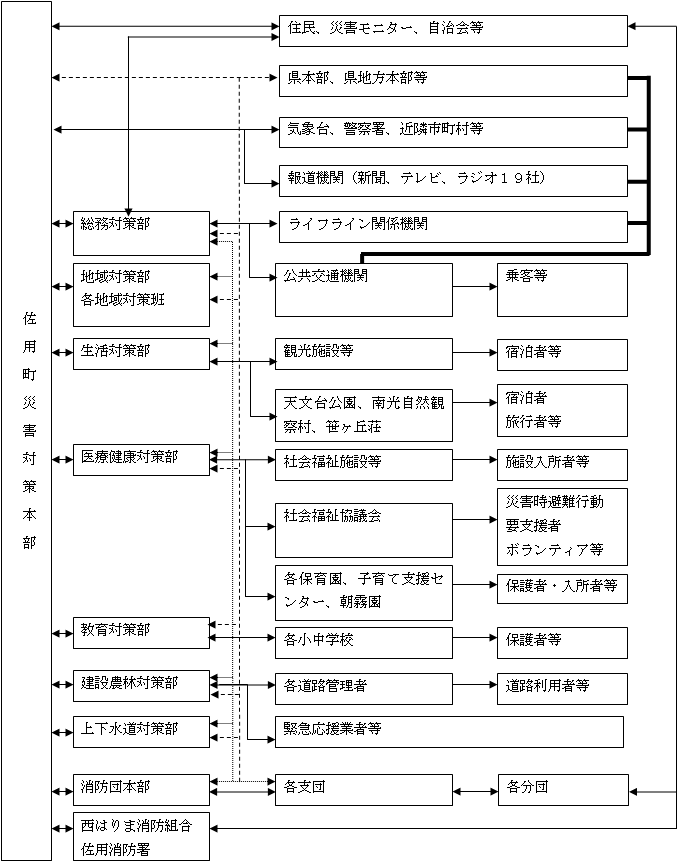 佐用町災害対策本部
住民、災害モニター、自治会等
県本部、県地方本部等
気象台、警察署、近隣市町村等
報道機関（新聞、テレビ、ラジオ１９社）
総務対策部
ライフライン関係機関
地域対策部
各地域対策班
公共交通機関
乗客等
生活対策部
観光施設等
宿泊者等
天文台公園、南光自然観
察村、笹ヶ丘荘
宿泊者
旅行者等
医療健康対策部
社会福祉施設等
施設入所者等
社会福祉協議会
災害時避難行動
要支援者
ボランティア等
各保育園、子育て支援セ
ンター、朝霧園
保護者・入所者等
教育対策部
各小中学校
保護者等
建設農林対策部
各道路管理者
道路利用者等
上下水道対策部
緊急応援業者等
消防団本部
各支団
各分団
西はりま消防組合
佐用消防署